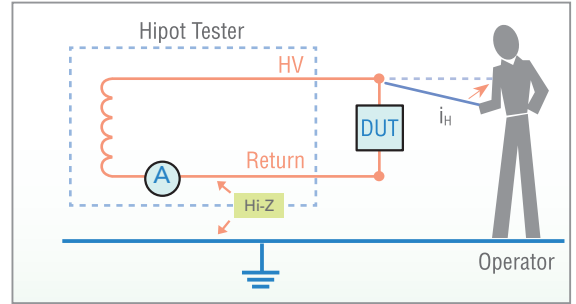 Hipot Tester
HV
DUT
iH
A
Return
Hi-Z
Operator